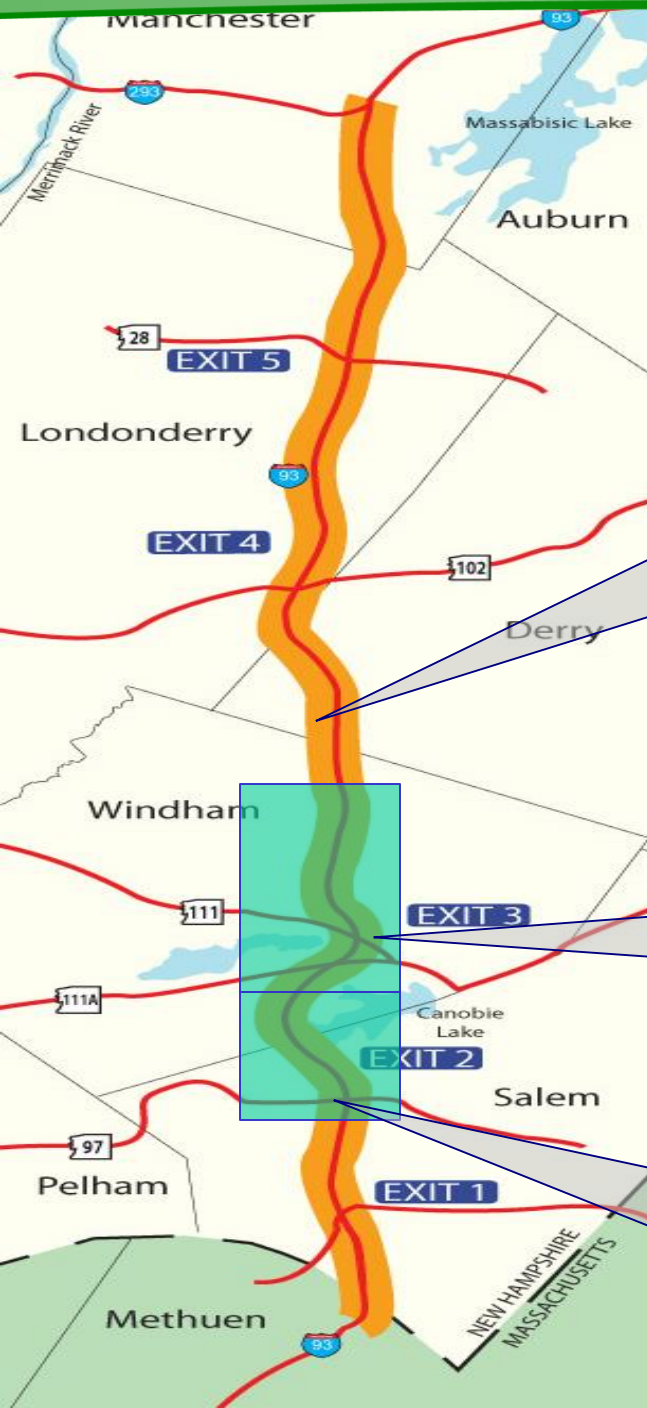 Manchester
93
293
Massabisic Lake
Merrimack River
Auburn
28
EXIT 5
Londonderry
93
EXIT 4
102
Derry
Windham
111
EXIT 3
111A
Canobie
Lake
EXIT 2
Salem
97
Pelham
EXIT 1
NEW HAMPSHIRE
MASSACHUSETTS
Methuen
93